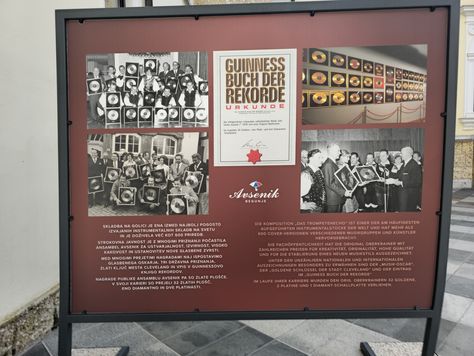 GUINNESS
BUCH DER
REKORDE
URKUNDE
Avsenik
BEGUNJE
SKLADBA NA GOLICI JE ENA IZMED NAJBOLJ POGOSTO
IZVAJANIH INSTRUMENTALNIH SKLADB NA SVETU
IN JE DOŽIVELA VEČ KOT 600 PRIREDB.
STROKOVNA JAVNOST JE Z MNOGIMI PRIZNANJI POČASTILA
ANSAMBEL AVSENIK ZA USTVARJALNOST, IZVIRNOST, VISOKO
KAKOVOST IN USTANOVITEV NOVE GLASBENE ZVRSTI.
MED MNOGIMI PREJETIMI NAGRADAMI NAJ IZPOSTAVIMO
GLASBENEGA OSKARJA, TRI DRŽAVNA PRIZNANJA,
ZLATI KLJUČ MESTA CLEVELAND IN VPIS V GUINNESSOVO
KNJIGO REKORDOV.
NAGRADE PUBLIKE ANSAMBLU AVSENIK PA SO ZLATE PLOŠČE.
V SVOJI KARIERI SO PREJELI 32 ZLATIH PLOŠČ,
ENO DIAMANTNO IN DVE PLATINASTI.
DIE KOMPOSITION „DAS TROMPETENECHO" IST EINER DER AM HÄUFIGSTEN
AUFGEFÜHRTEN INSTRUMENTALSTÜCKE DER WELT UND HAT MEHR ALS
600 COVER VERSIONEN VERSCHIEDENER MUSIKGRUPPEN UND KÜNSTLER
HERVORGEBRACHT.
DIE FACHÖFFENTLICHKEIT HAT DIE ORIGINAL OBERKRAINER MIT
ZAHLREICHEN PREISEN FÜR KREATIVITÄT, ORIGINALITÄT, HOHE QUALITÄT
UND FÜR DIE ETABLIERUNG EINES NEUEN MUSIKSTILS AUSGEZEICHNET.
UNTER DEN UNZÄHLIGEN NATIONALEN UND INTERNATIONALEN
AUSZEICHNUNGEN BESONDERS ZU ERWÄHNEN SIND DER „MUSIK-OSCAR",
DER „GOLDENE SCHLÜSSEL DER STADT CLEVELAND" UND DER EINTRAG
IM „GUINNESS BUCH DER REKORDE".
IM LAUFE IHRER KARIERE WURDEN DEN ORIG. OBERKRAINERN 32 GOLDENE,
2 PLATINE UND 1 DIAMANT-SCHALLPLATTE VERLIEHEN.